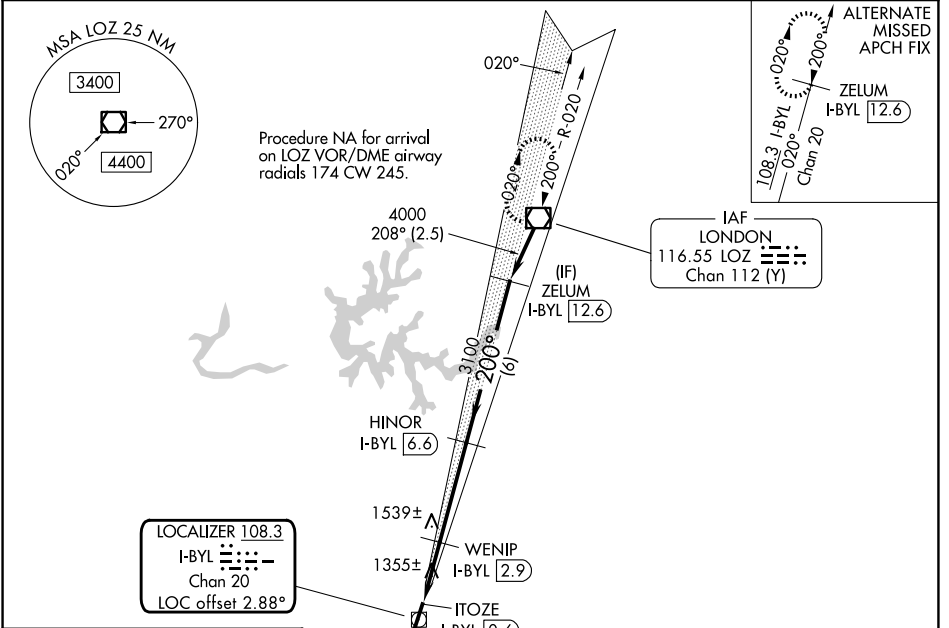 MSA LOZ 25 NM
3400
270°
020°
4400
Procedure NA for arrival
on LOZ VOR/DME airway
radials 174 CW 245.
020°
R-020
020°
200°
4000
208° (2.5)
ALTERNATE
MISSED
APCH FIX
020°
200°
ZELUM
I-BYL 12.6
108.3 I-BYL
020°
Chan 20
IAF
LONDON
116.55 LOZ
Chan 112 (Y)
(IF)
ZELUM
I-BYL 12.6
3100
200°
(6)
HINOR
I-BYL 6.6
1539±
WENIP
I-BYL 2.9
1355±
LOCALIZER 108.3
I-BYL
Chan 20
LOC offset 2.88°
ITOZE
I-BYL